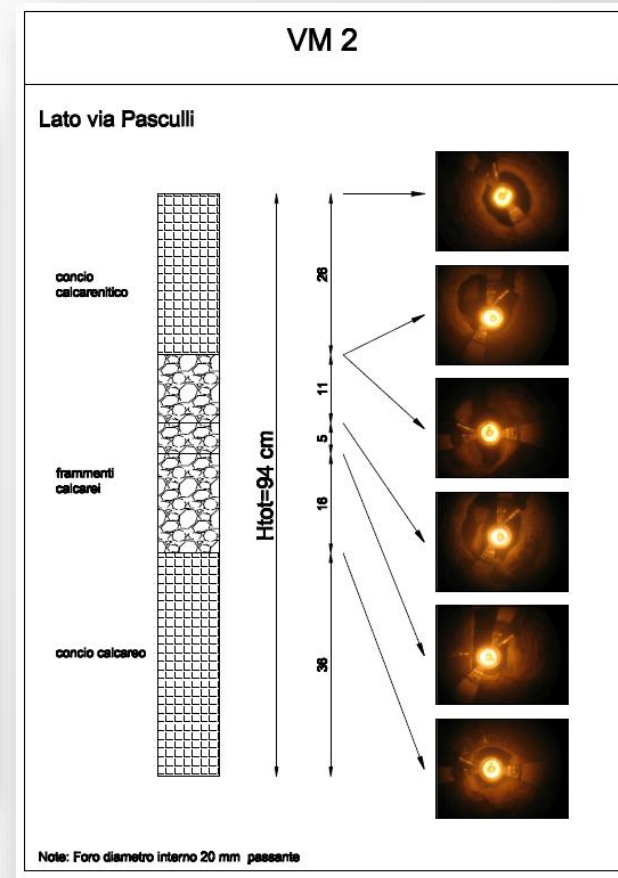 VM 2
Lato via Pasculli
concio
calcarenitico
frammenti
calcarei
concio calcareo
Htot=94 cm
26
11
5
16
36
Note: Foro diametro interno 20 mm passante